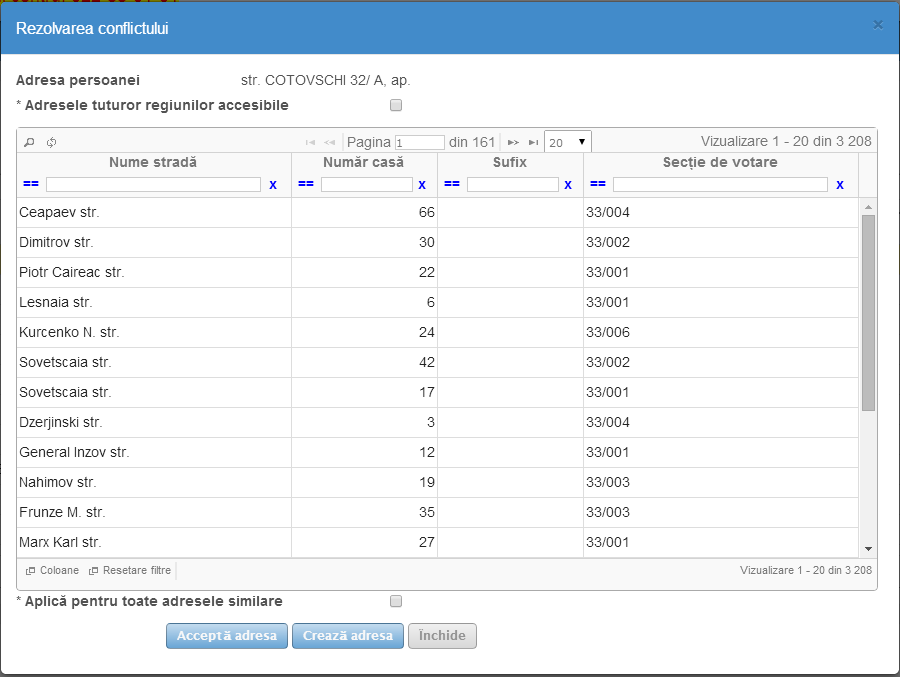 Rezolvarea conflictului ×
Adresa persoanei str. COTOVSCHI 32/ A, ap.
* Adresele tuturor regiunilor accesibile
Pagina 1 din 161 20 Vizualizare 1 - 20 din 3 208
Nume stradă Număr casă Sufix Secție de votare
== x == x == x == x
Ceapaev str. 66 33/004
Dimitrov str. 30 33/002
Piotr Caireac str. 22 33/001
Lesnaia str. 6 33/001
Kurcenko N. str. 24 33/006
Sovetscaia str. 42 33/002
Sovetscaia str. 17 33/001
Dzerjinski str. 3 33/004
General Inzov str. 12 33/001
Nahimov str. 19 33/003
Frunze M. str. 35 33/003
Marx Karl str. 27 33/001
Coloane Resetare filtre Vizualizare 1 - 20 din 3 208
* Aplică pentru toate adresele similare
Acceptă adresa Crează adresa Închide